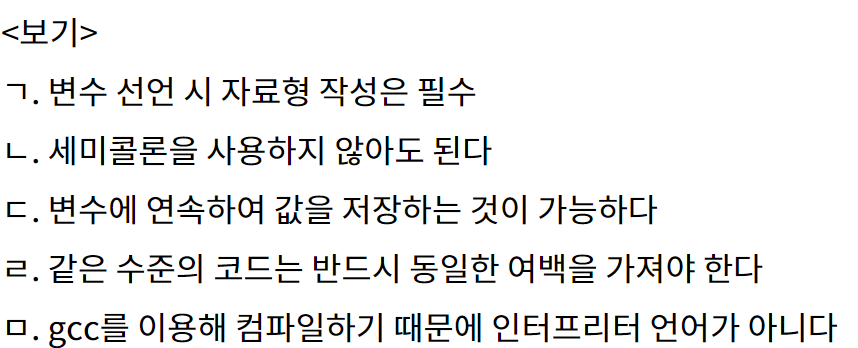 <보기>
ㄱ. 변수 선언 시 자료형 작성은 필수
ㄴ. 세미콜론을 사용하지 않아도 된다
ㄷ. 변수에 연속하여 값을 저장하는 것이 가능하다
ㄹ. 같은 수준의 코드는 반드시 동일한 여백을 가져야 한다
ㅁ. gcc를 이용해 컴파일하기 때문에 인터프리터 언어가 아니다